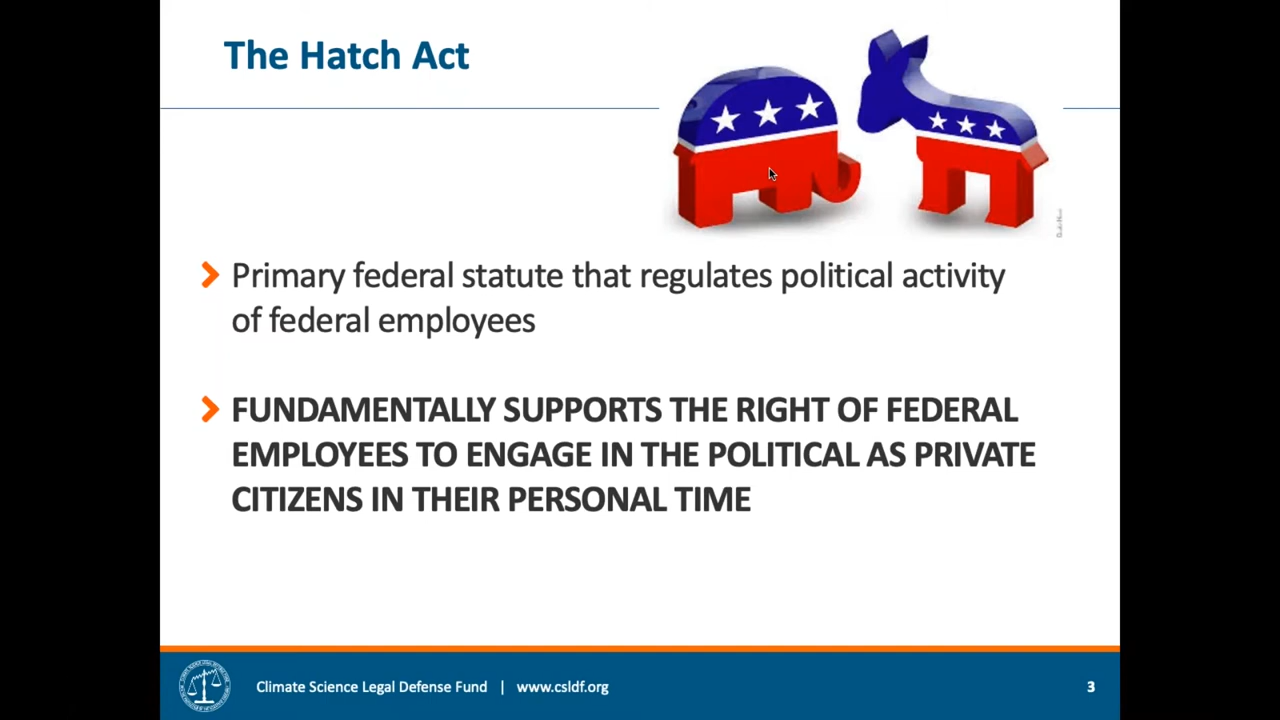 The Hatch Act
Primary federal statute that regulates political activity
of federal employees
FUNDAMENTALLY SUPPORTS THE RIGHT OF FEDERAL
EMPLOYEES TO ENGAGE IN THE POLITICAL AS PRIVATE
CITIZENS IN THEIR PERSONAL TIME
Climate Science Legal Defense Fund | www.csldf.org
3